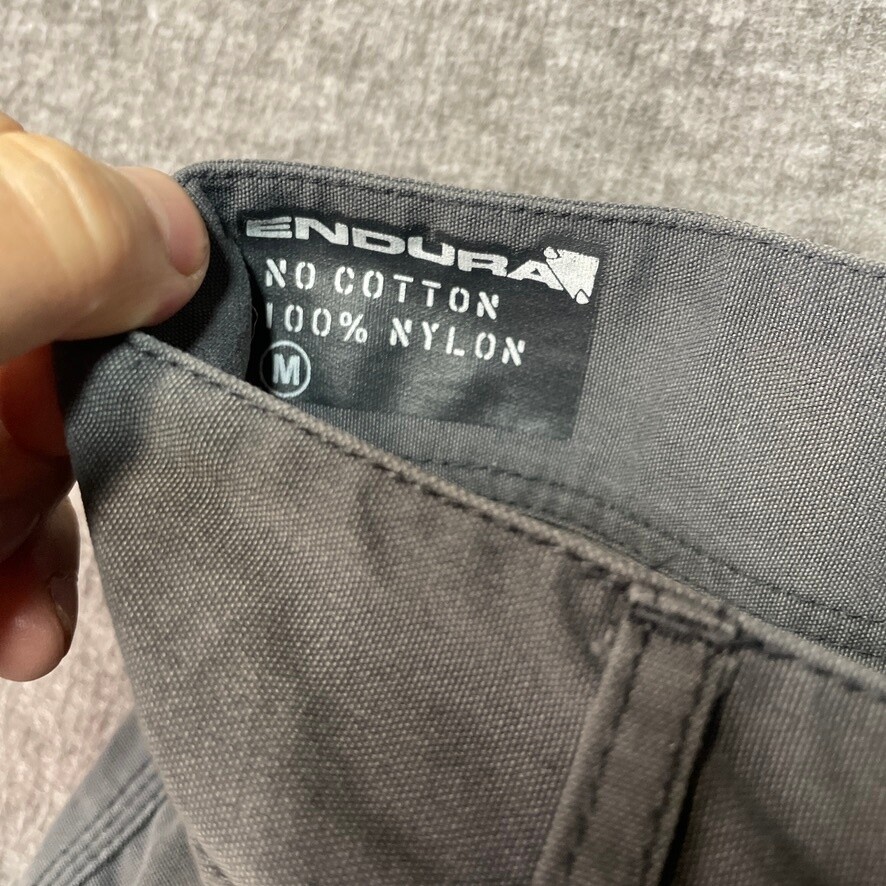 ENDURA
NO COTTON
100% NYLON
M